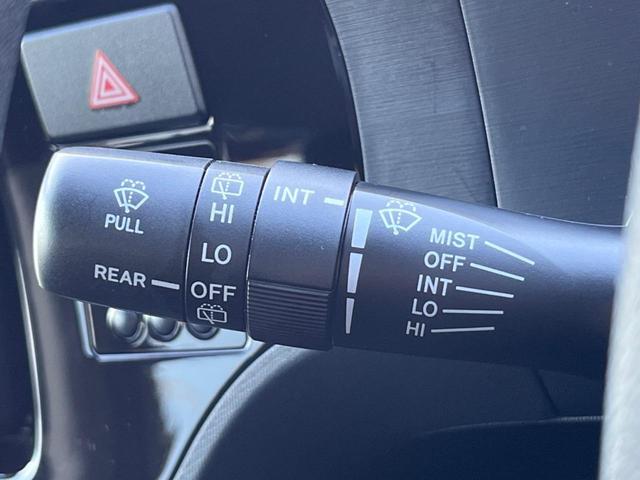 PULL
REAR
HI
LO
OFF
INT
MIST
OFF
INT
LO
HI